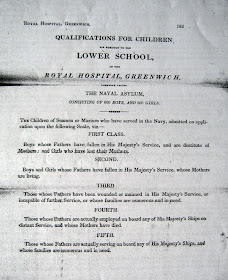 ROYAL HOSPITAL, GREENWICH. 182
QUALIFICATIONS FOR CHILDREN,
LOWER SCHOOL,
OF THE
ROYAL HOSPITAL, GREENWICH,
THE NAVAL ASYLUM,
CONSISTING OF BOYS, AND GIRLS.
THE Children of Seamen or Marines who have served in the Navy, admitted on application upon the following Scale, viz.—
FIRST CLASS.
Boys whose Fathers have fallen in His Majesty's Service, and are destitute of
Mothers: and Girls who have lost their Mothers.
SECOND.
Boys and Girls whose Fathers have fallen in His Majesty's Service, whose Mothers
are living.
THIRD
Those whose Fathers have been wounded or maimed in His Majesty's Service, or
incapable of further Service, or whose families are numerous and in need.
FOURTH.
Those whose Fathers are actually employed on board any of His Majesty's Ships on
distant Service, and whose Mothers have died.
FIFTH.
Those whose Fathers are actually serving on board any of His Majesty's Ships, and
whose families are numerous and in need.